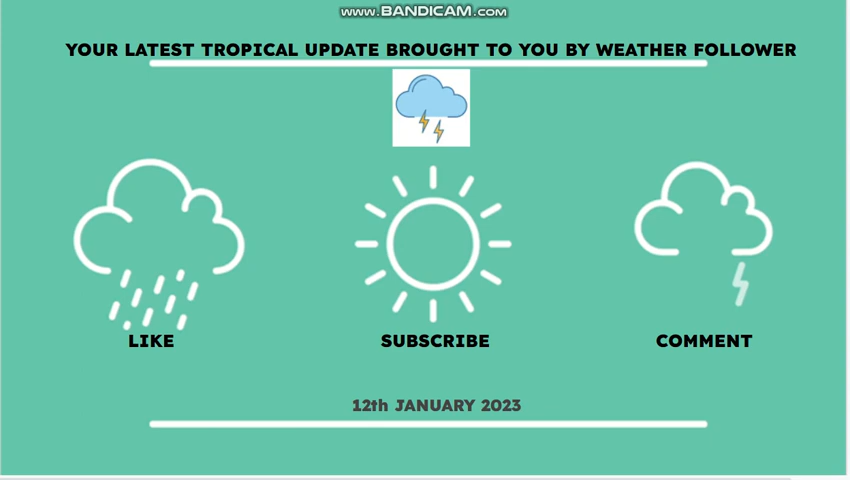 www.BANDICAM.com
YOUR LATEST TROPICAL UPDATE BROUGHT TO YOU BY WEATHER FOLLOWER
LIKE
SUBSCRIBE
COMMENT
12th JANUARY 2023